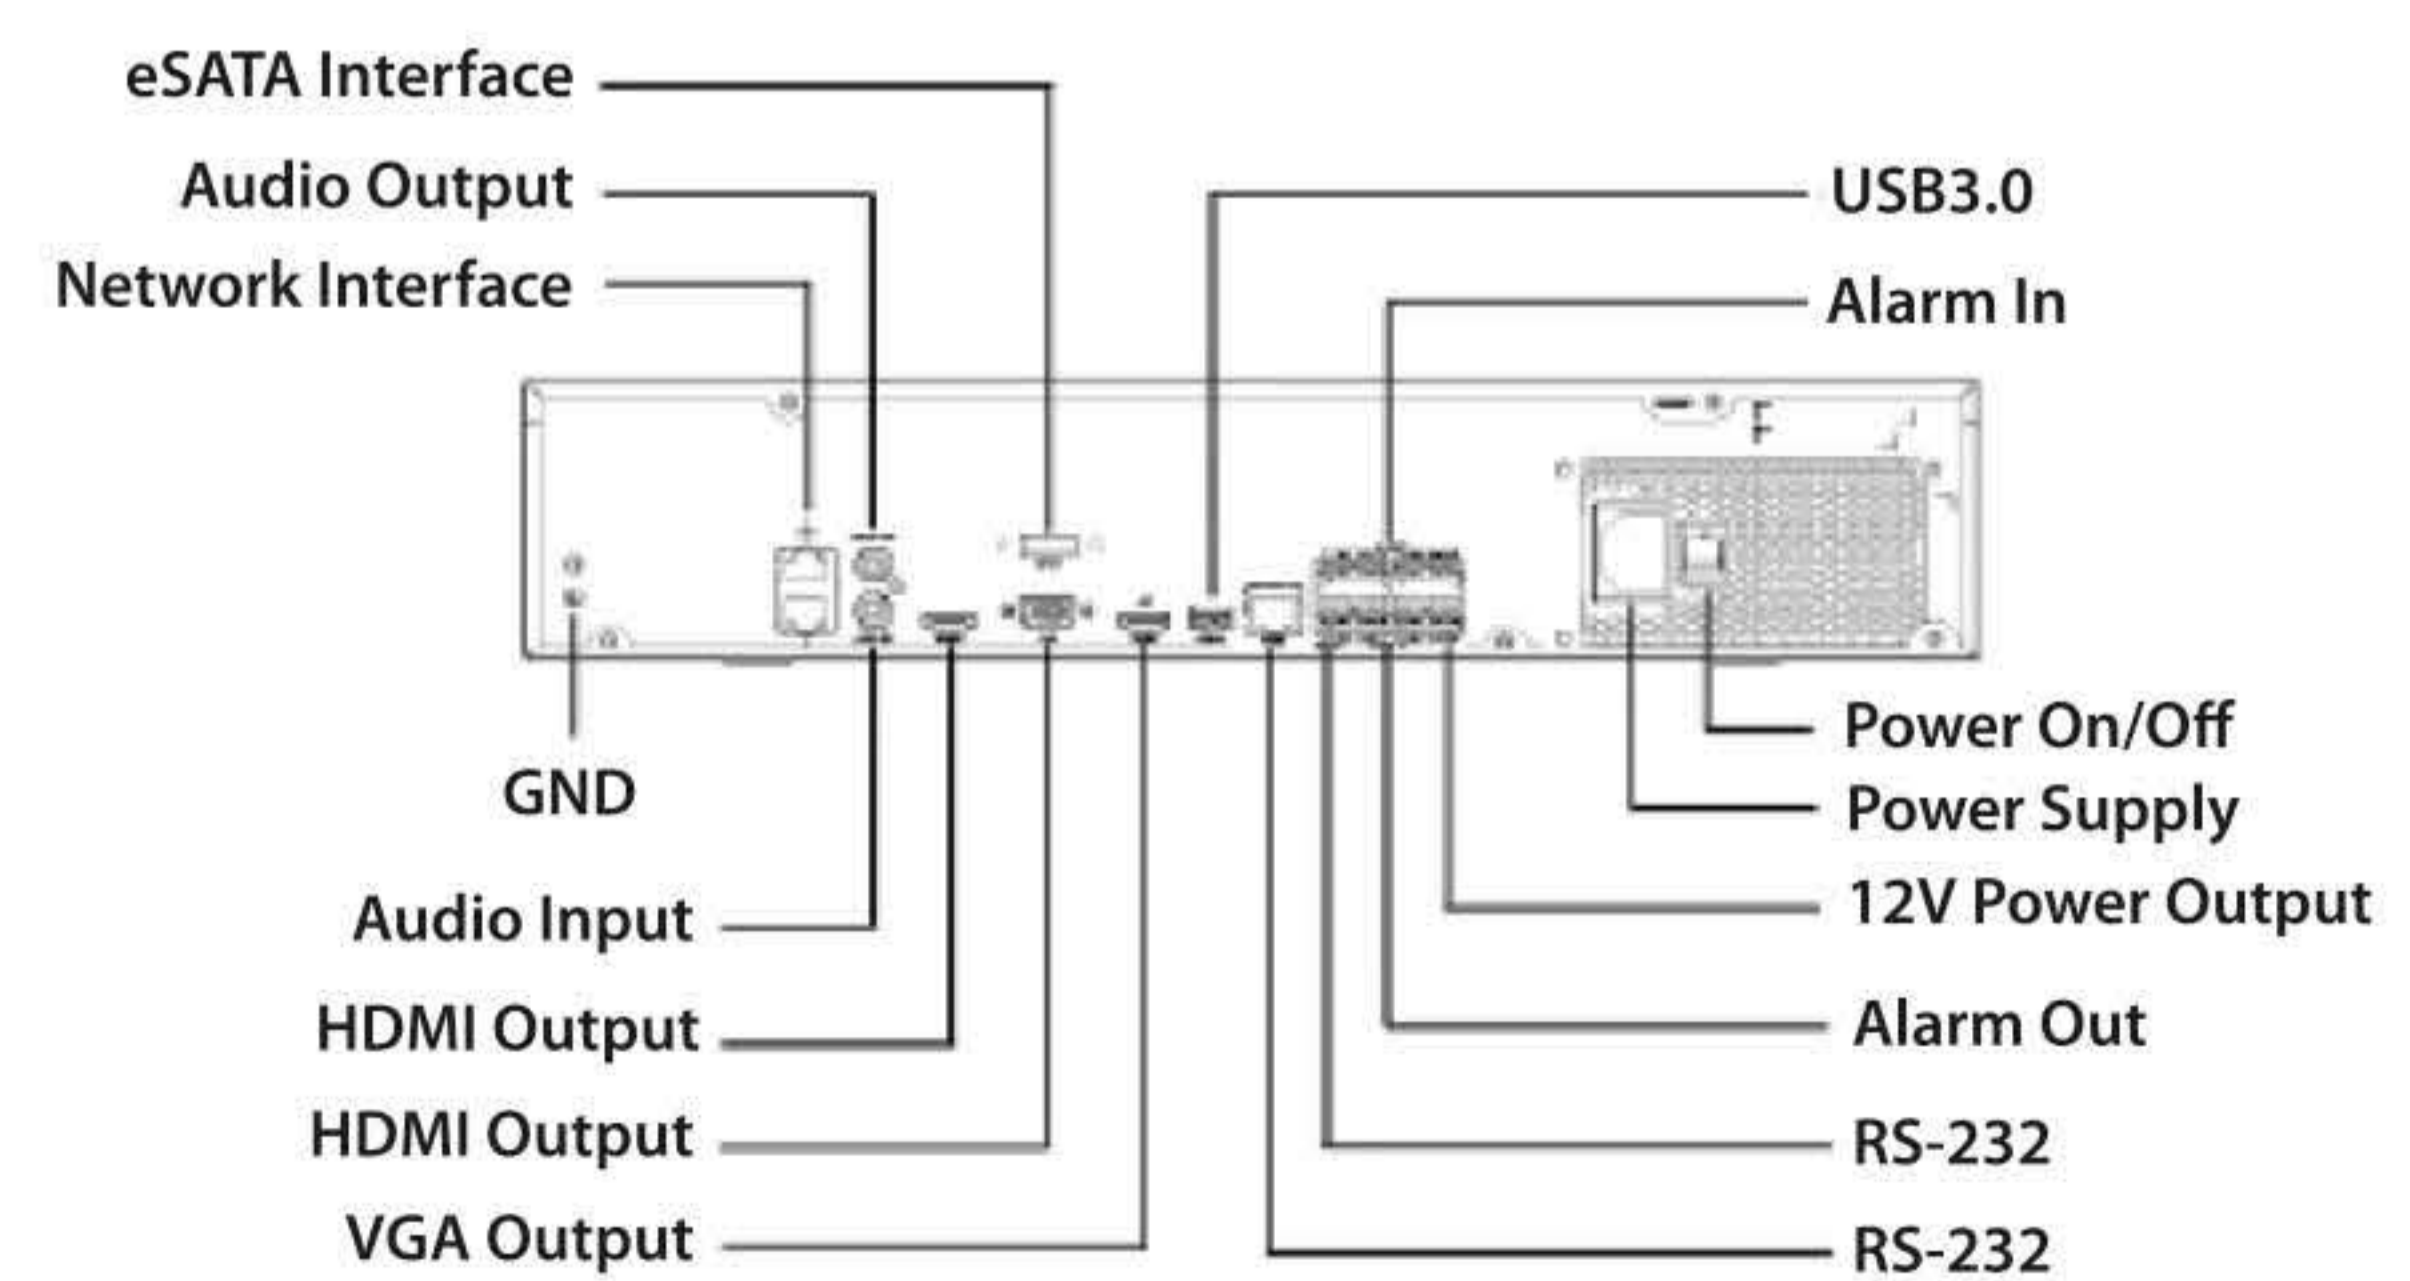 eSATA Interface
Audio Output
Network Interface
USB3.0
Alarm In
GND
Audio Input
HDMI Output
HDMI Output
VGA Output
Power On/Off
Power Supply
12V Power Output
Alarm Out
RS-232
RS-232